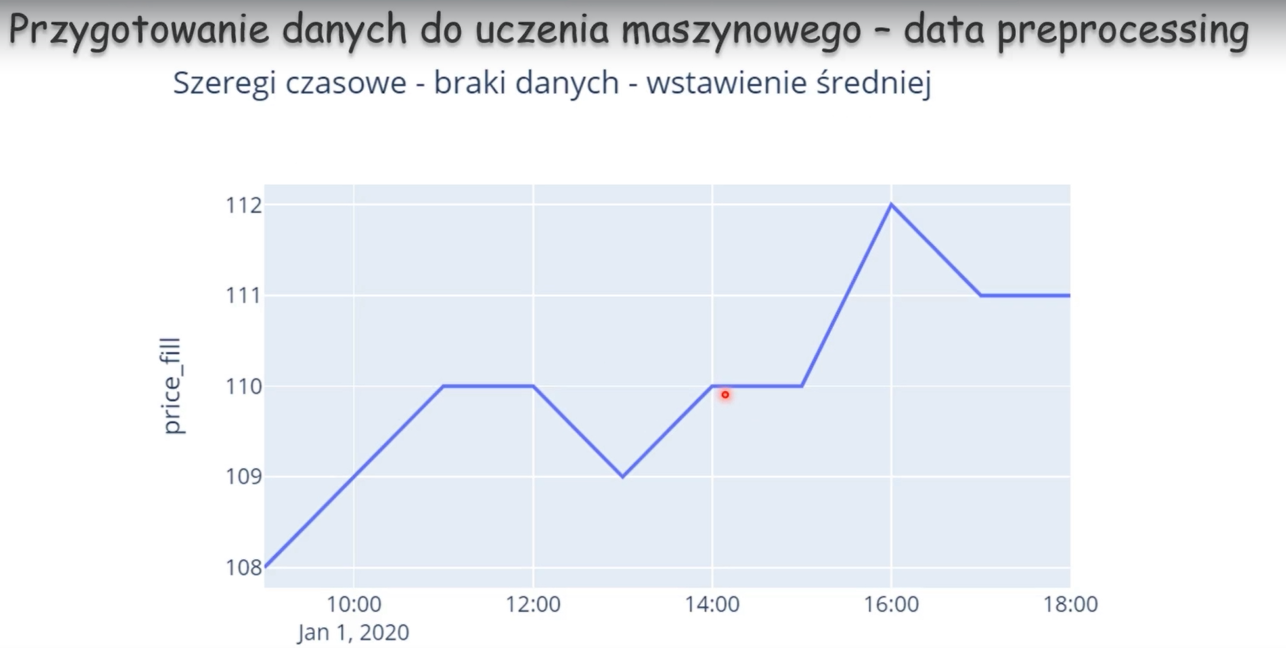 Przygotowanie danych do uczenia maszynowego – data preprocessing
Szeregi czasowe - braki danych - wstawienie średniej
112
111
110
109
108
price_fill
10:00
12:00
14:00
16:00
18:00
Jan 1, 2020